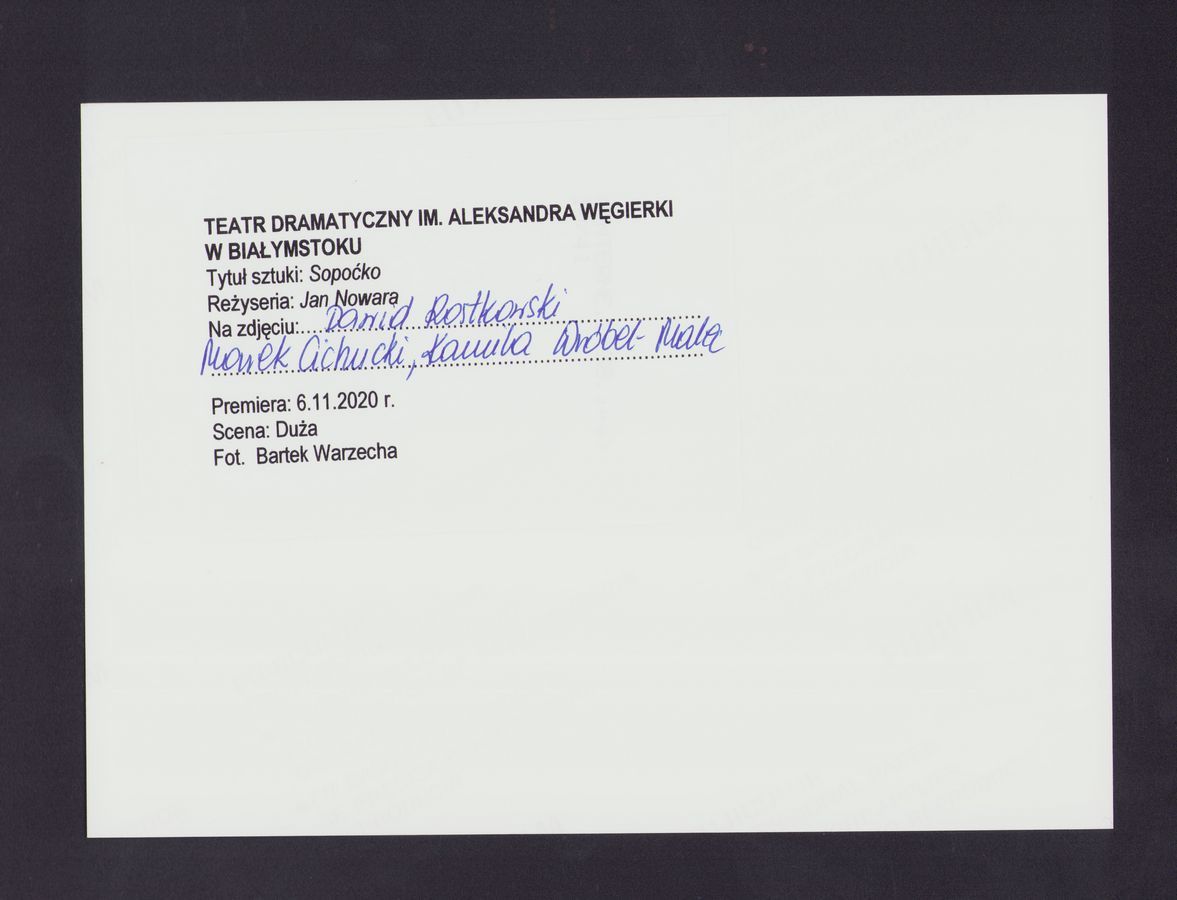 TEATR DRAMATYCZNY IM. ALEKSANDRA WĘGIERKI
W BIAŁYMSTOKU
Tytuł sztuki: Sopoćko
Reżyseria: Jan Nowara
Na zdjęciu:.... Dawid Rostkowski
Marek Cichucki, Kamila Wróbel-Malec
Premiera: 6.11.2020 r.
Scena: Duża
Fot. Bartek Warzecha